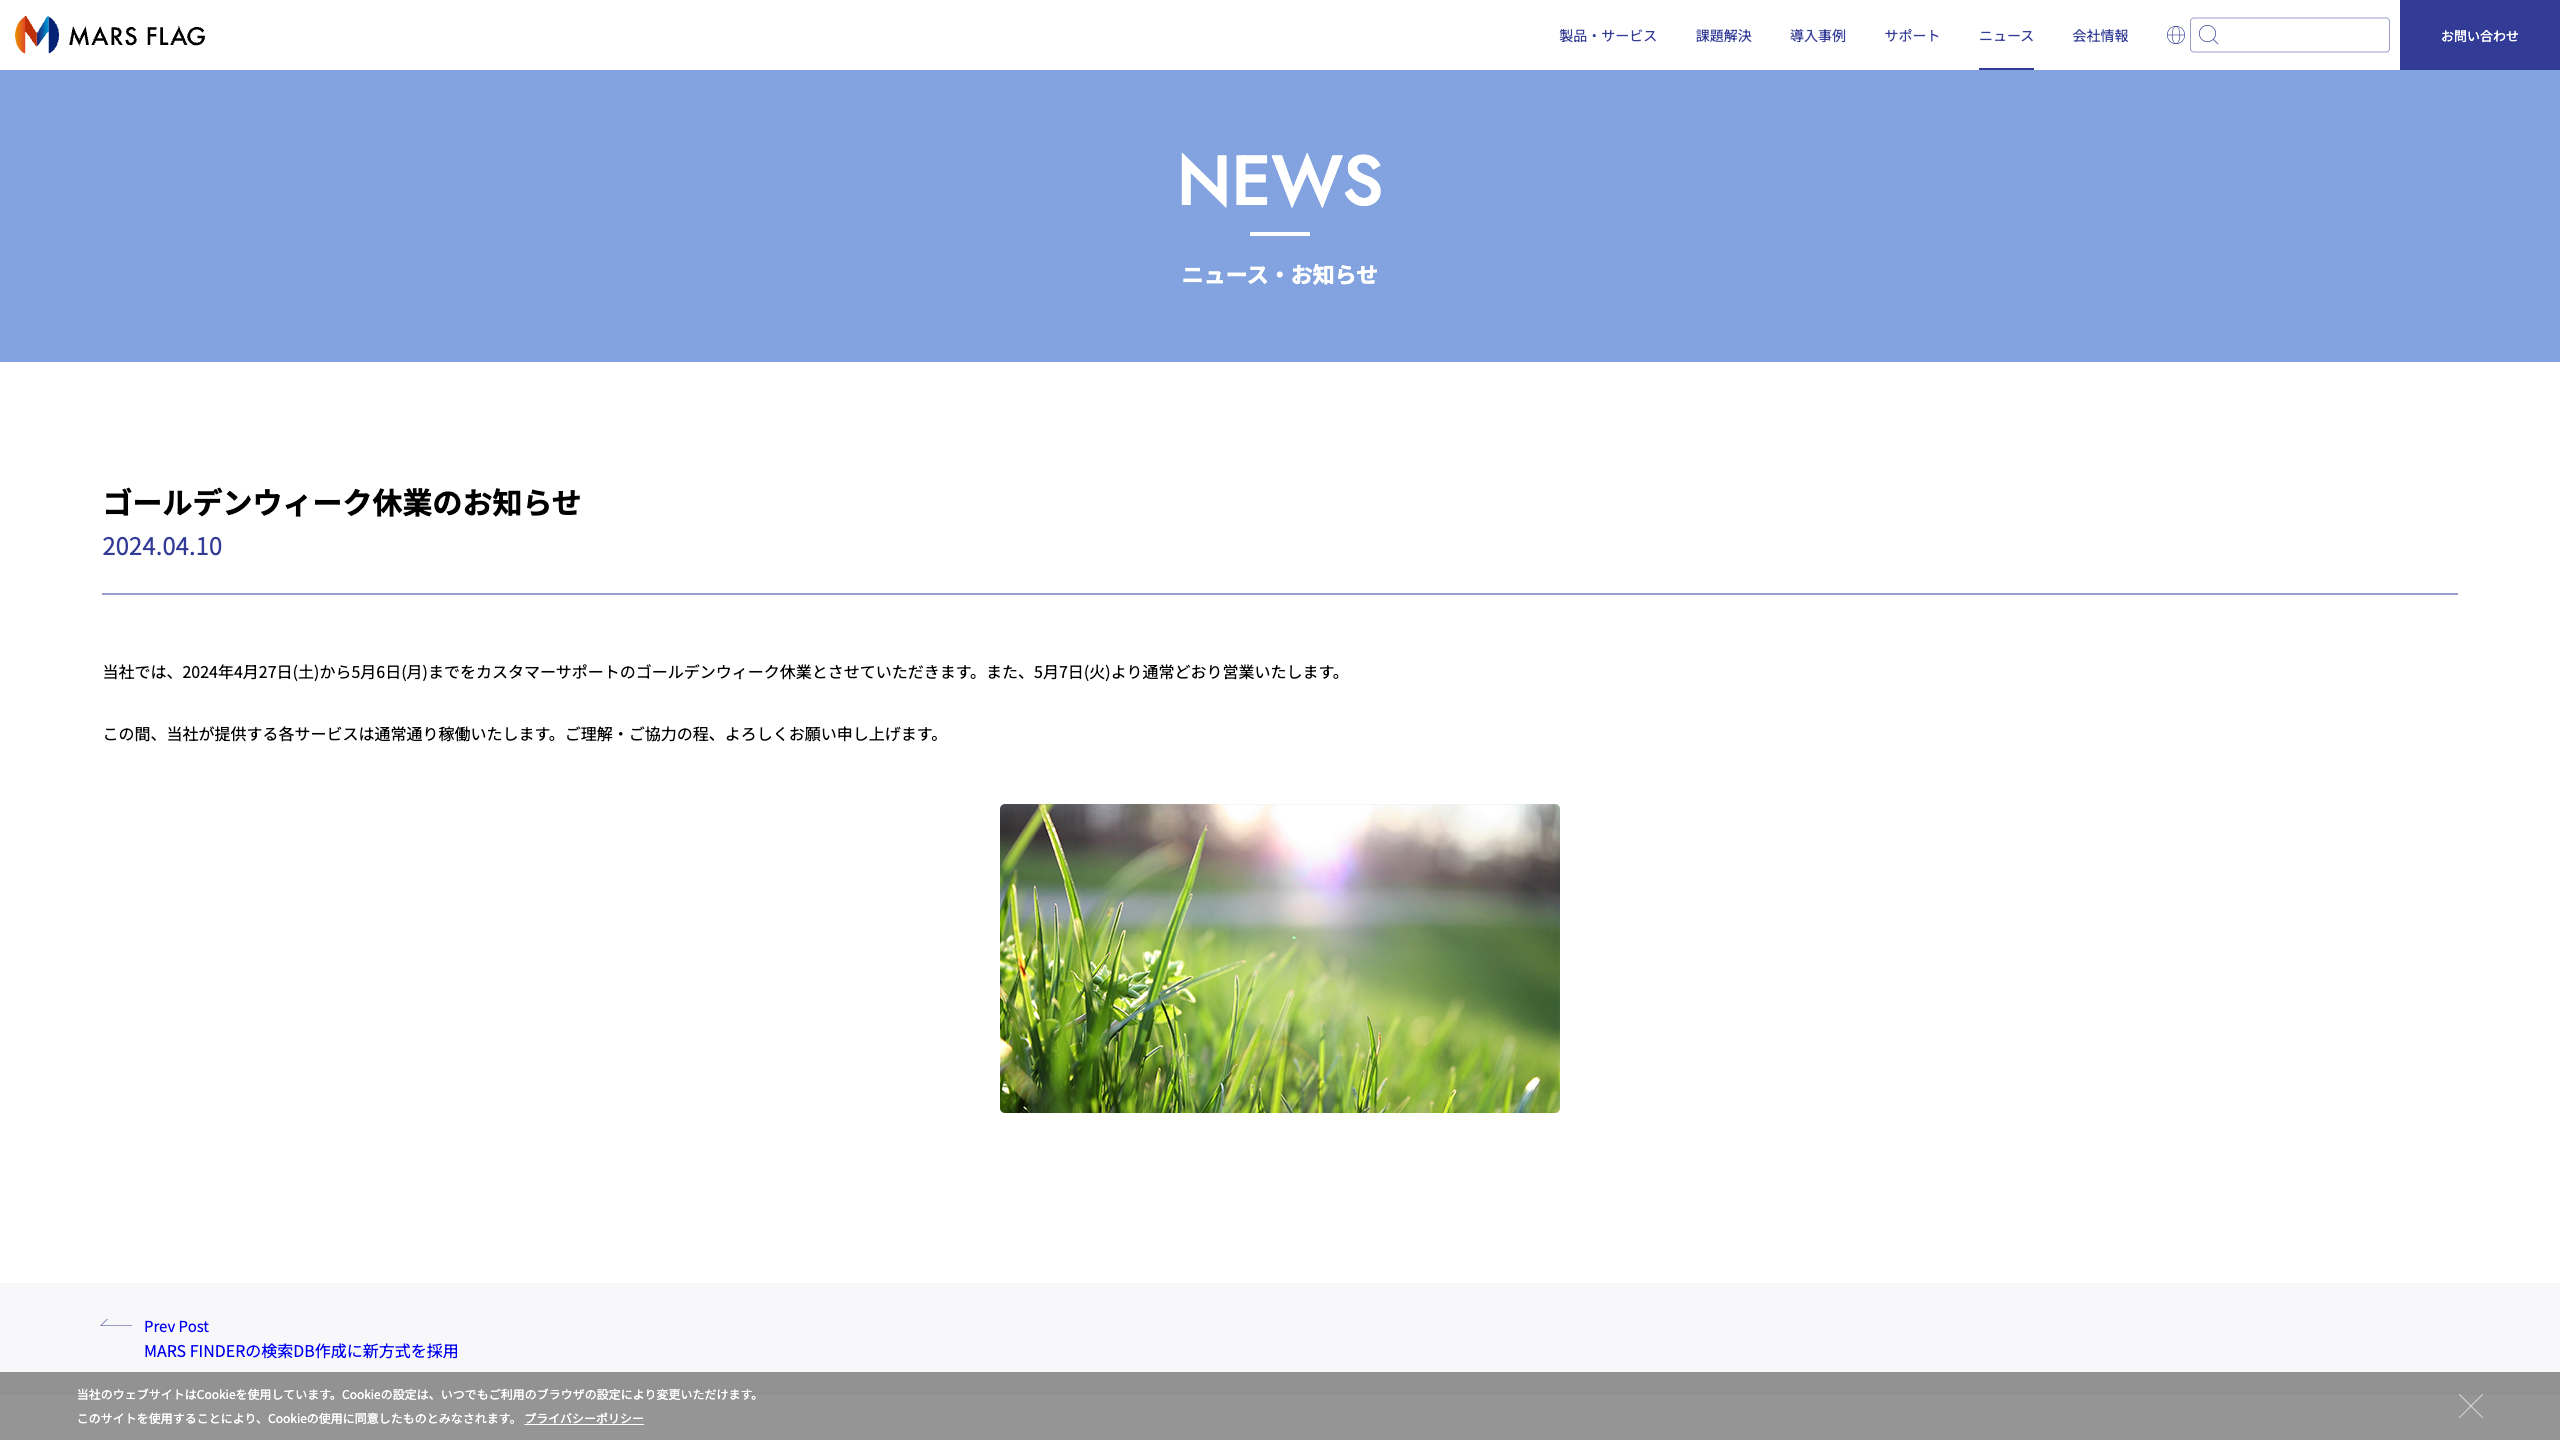 MARS FLAG
製品・サービス
課題解決
導入事例
サポート
ニュース
会社情報
お問い合わせ
NEWS
ニュース・お知らせ
ゴールデンウィーク休業のお知らせ
2024.04.10
当社では、2024年4月27日(土)から5月6日(月)までをカスタマーサポートのゴールデンウィーク休業とさせていただきます。また、5月7日(火)より通常どおり営業いたします。
この間、当社が提供する各サービスは通常通り稼働いたします。ご理解・ご協力の程、よろしくお願い申し上げます。
Prev Post
MARS FINDERの検索DB作成に新方式を採用
当社のウェブサイトはCookieを使用しています。Cookieの設定は、いつでもご利用のブラウザの設定により変更いただけます。
このサイトを使用することにより、Cookieの使用に同意したものとみなされます。 プライバシーポリシー